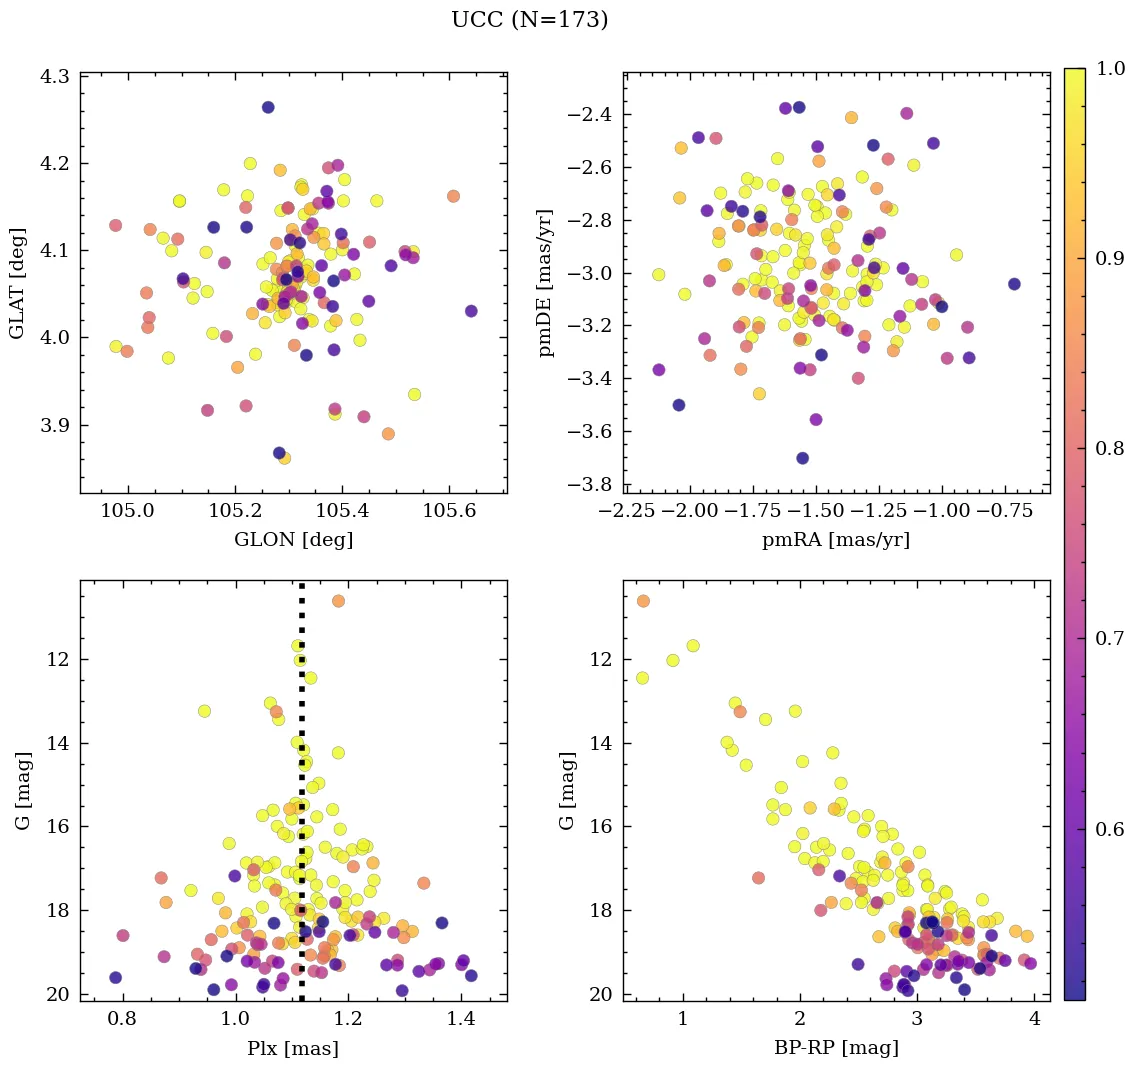 UCC (N=173)
4.3
4.2
4.1
4.0
3.9
GLAT [deg]
105.0 105.2 105.4 105.6
GLON [deg]
−2.4
−2.6
−2.8
−3.0
−3.2
−3.4
−3.6
−3.8
pmDE [mas/yr]
−2.25 −2.00 −1.75 −1.50 −1.25 −1.00 −0.75
pmRA [mas/yr]
12
14
16
18
20
G [mag]
0.8 1.0 1.2 1.4
Plx [mas]
12
14
16
18
20
G [mag]
1 2 3 4
BP-RP [mag]
1.0
0.9
0.8
0.7
0.6